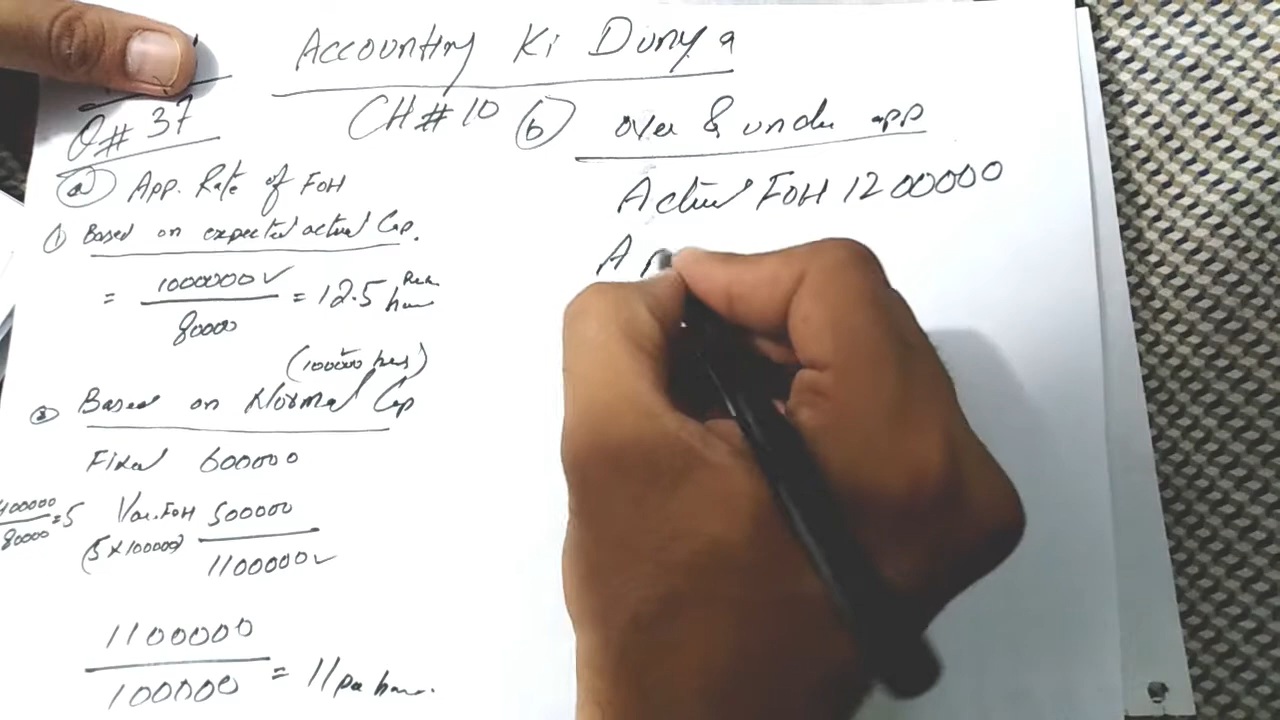 Accounting Ki Dunya
Q# 37
CH# 10
(a) App. Rate of FOH
(1) Based on expected actual Cap.
= 1000000 ✓ / 80000 = 12.5
(100000 hrs)
(2) Based on Normal Cap
Fixed 600000
400000 / 80000 = 5 Var. FOH 500000
(5 x 100000)
1100000 ✓
1100000 / 100000 = 11 per hour.
(b) over & under app
Actual FOH 1200000
A